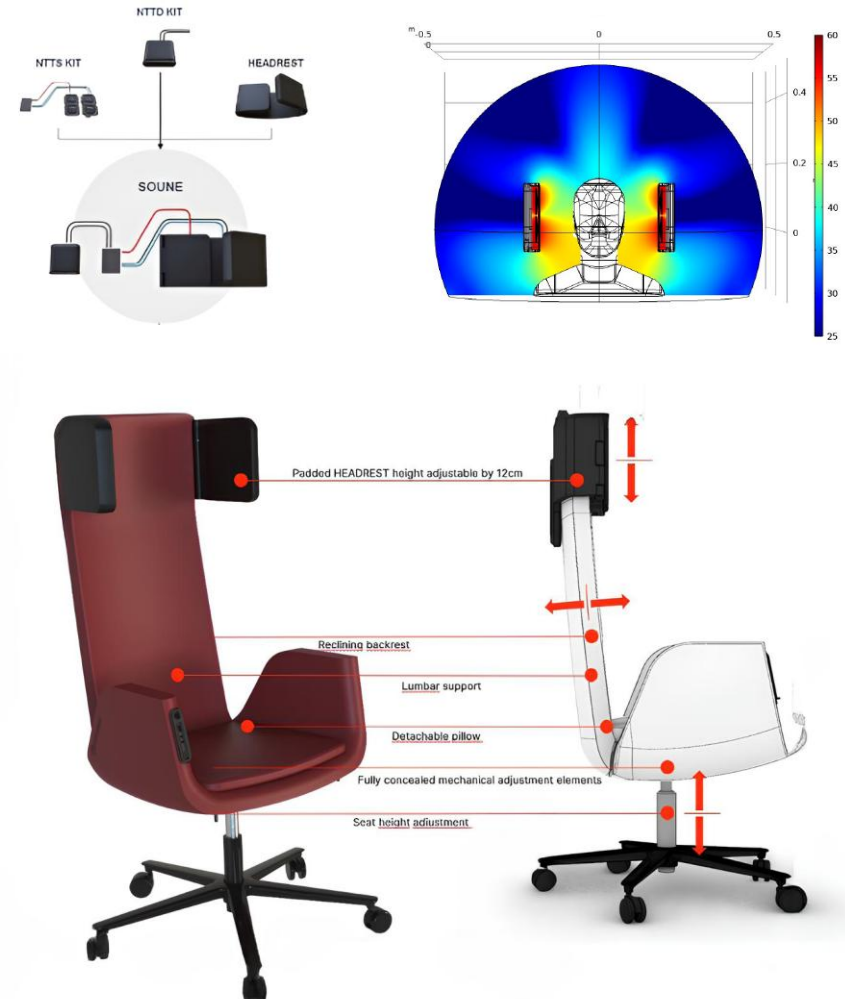 NTTD KIT
NTTS KIT
HEADREST
SOUNE
m -0.5
0
0.5
0
0.4
0.2
0
60
55
50
45
40
35
30
25
Padded HEADREST height adjustable by 12cm
Reclining backrest
Lumbar support
Detachable pillow
Fully concealed mechanical adjustment elements
Seat height adjustment